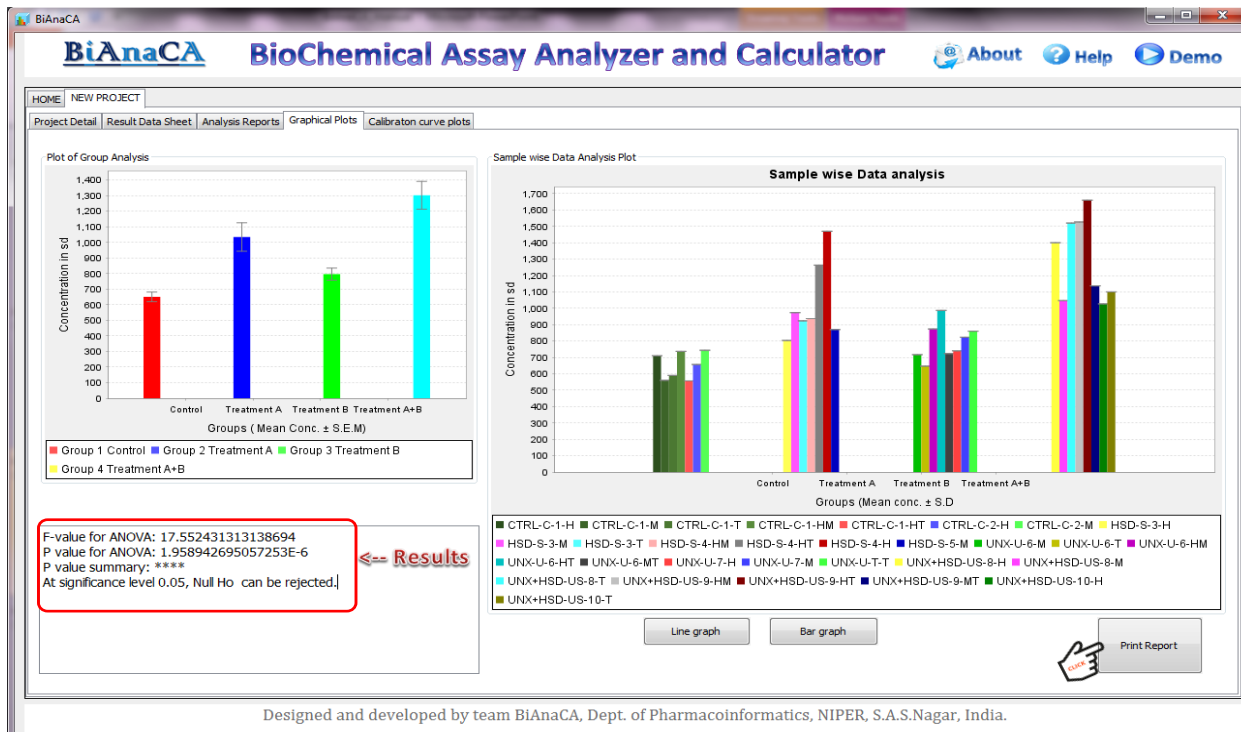 BiAnaCA
BiAnaCA BioChemical Assay Analyzer and Calculator About Help Demo
HOME NEW PROJECT
Project Detail Result Data Sheet Analysis Reports Graphical Plots Calibraton curve plots
Plot of Group Analysis
1,400
1,300
1,200
1,100
1,000
900
800
700
600
500
400
300
200
100
0
Concentration in sd
Control Treatment A Treatment B Treatment A+B
Groups ( Mean Conc. ± S.E.M)
Group 1 Control Group 2 Treatment A Group 3 Treatment B
Group 4 Treatment A+B
Sample wise Data Analysis Plot
Sample wise Data analysis
1,700
1,600
1,500
1,400
1,300
1,200
1,100
1,000
900
800
700
600
500
400
300
200
100
0
Concentration in sd
Control Treatment A Treatment B Treatment A+B
Groups (Mean conc. ± S.D
CTRL-C-1-H CTRL-C-1-M CTRL-C-1-T CTRL-C-1-HM CTRL-C-1-HT CTRL-C-2-H CTRL-C-2-M HSD-S-3-H
HSD-S-3-M HSD-S-3-T HSD-S-4-HM HSD-S-4-HT HSD-S-4-H HSD-S-5-M UNX-U-6-M UNX-U-6-T UNX-U-6-HM
UNX-U-6-HT UNX-U-6-MT UNX-U-7-H UNX-U-7-M UNX-U-T-T UNX+HSD-US-8-H UNX+HSD-US-8-M
UNX+HSD-US-8-T UNX+HSD-US-9-HM UNX+HSD-US-9-HT UNX+HSD-US-9-MT UNX+HSD-US-10-H
UNX+HSD-US-10-T
F-value for ANOVA: 17.552431313138694
P value for ANOVA: 1.958942695057253E-6
P value summary: ****
At significance level 0.05, Null Ho can be rejected.
<-- Results
Line graph Bar graph
CLICK
Print Report
Designed and developed by team BiAnaCA, Dept. of Pharmacoinformatics, NIPER, S.A.S.Nagar, India.